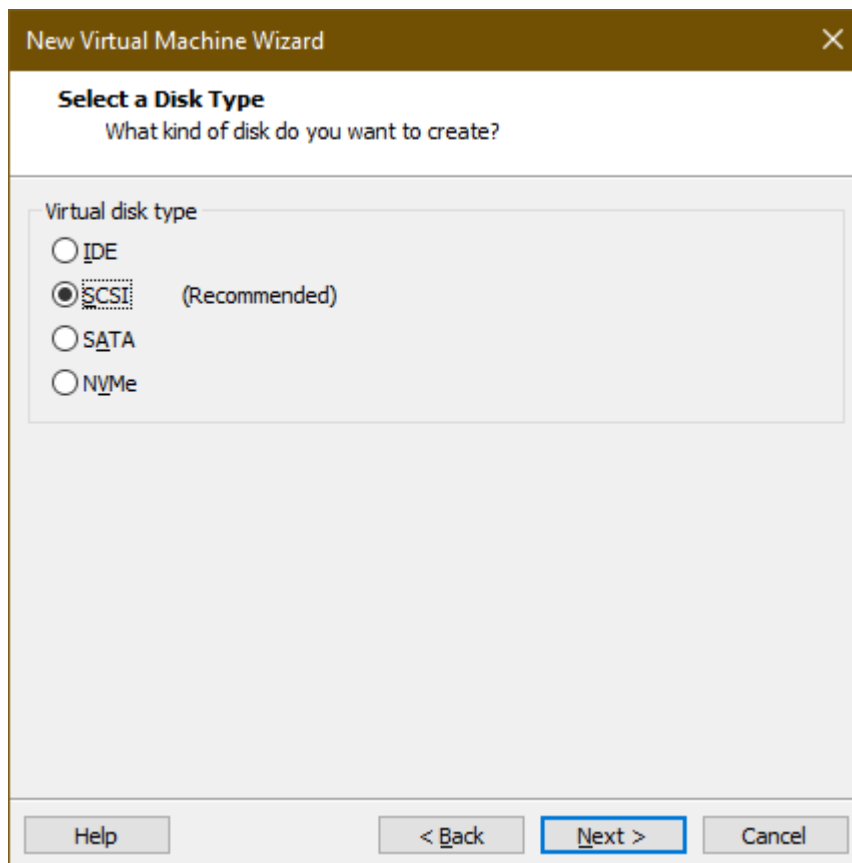 New Virtual Machine Wizard
Select a Disk Type
What kind of disk do you want to create?
Virtual disk type
IDE
SCSI (Recommended)
SATA
NVMe
Help < Back Next > Cancel